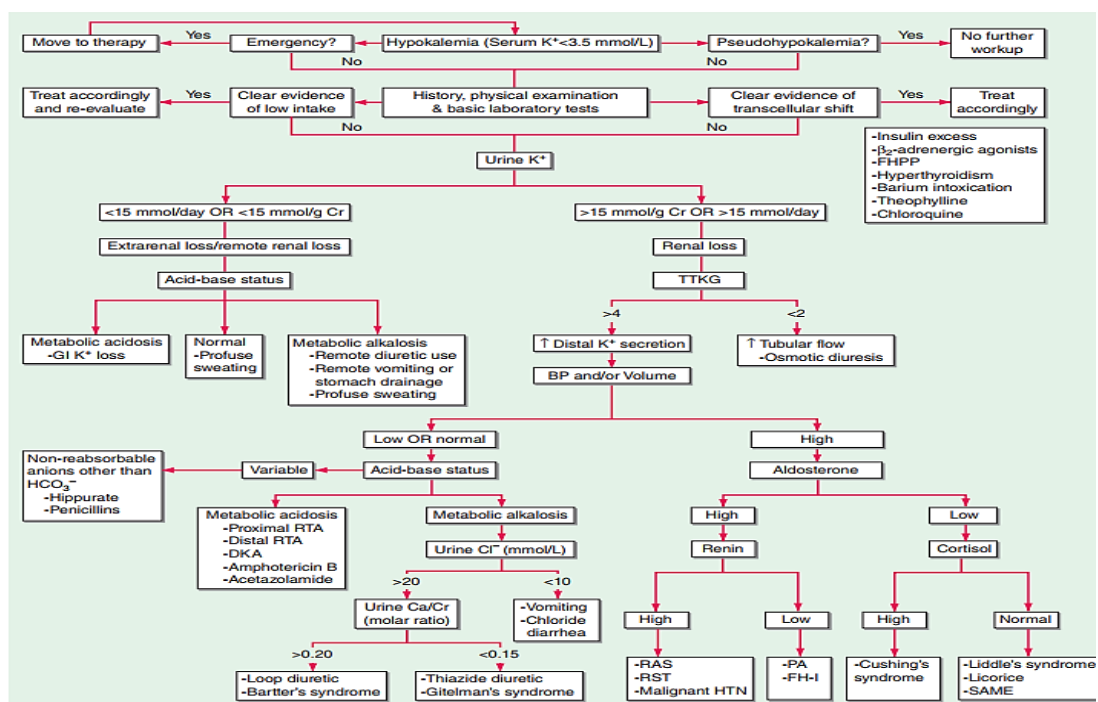 Move to therapy
Yes
Emergency?
Hypokalemia (Serum K⁺<3.5 mmol/L)
Pseudohypokalemia?
Yes
No further
workup
No
No
Treat accordingly
and re-evaluate
Yes
Clear evidence
of low intake
History, physical examination
& basic laboratory tests
Clear evidence of
transcellular shift
Yes
Treat
accordingly
No
No
-Insulin excess
-β₂-adrenergic agonists
-FHPP
-Hyperthyroidism
-Barium intoxication
-Theophylline
-Chloroquine
Urine K⁺
<15 mmol/day OR <15 mmol/g Cr
>15 mmol/g Cr OR >15 mmol/day
Extrarenal loss/remote renal loss
Renal loss
Acid-base status
TTKG
>4
<2
Metabolic acidosis
-GI K⁺ loss
Normal
-Profuse
sweating
Metabolic alkalosis
-Remote diuretic use
-Remote vomiting or
stomach drainage
-Profuse sweating
↑ Distal K⁺ secretion
↑ Tubular flow
-Osmotic diuresis
BP and/or Volume
Low OR normal
High
Non-reabsorbable
anions other than
HCO₃⁻
-Hippurate
-Penicillins
Variable
Acid-base status
Aldosterone
Metabolic acidosis
-Proximal RTA
-Distal RTA
-DKA
-Amphotericin B
-Acetazolamide
Metabolic alkalosis
High
Low
Urine Cl⁻ (mmol/L)
Renin
Cortisol
>20
<10
Urine Ca/Cr
(molar ratio)
-Vomiting
-Chloride
diarrhea
High
Low
High
Normal
>0.20
<0.15
-Loop diuretic
-Bartter's syndrome
-Thiazide diuretic
-Gitelman's syndrome
-RAS
-RST
-Malignant HTN
-PA
-FH-I
-Cushing's
syndrome
-Liddle's syndrome
-Licorice
-SAME